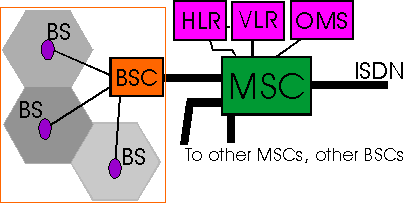 HLR VLR OMS
BS
BSC
MSC
ISDN
BS
BS
To other MSCs, other BSCs